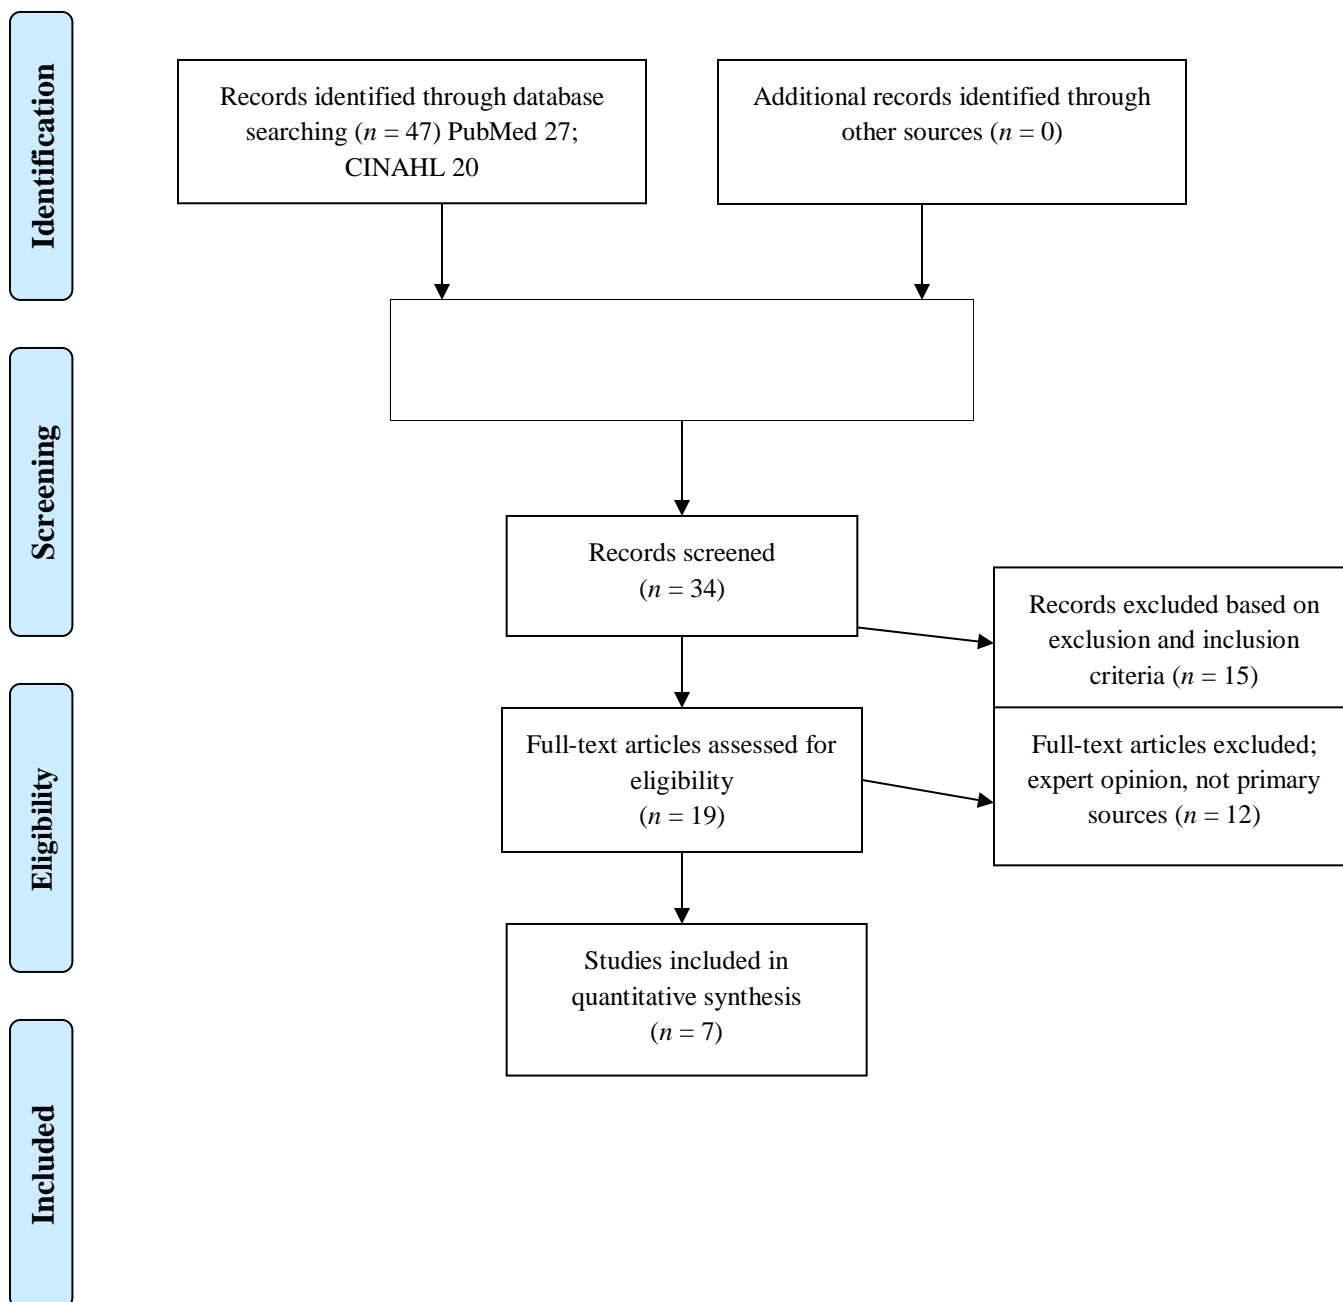 Identification
Records identified through database
searching (n = 47) PubMed 27;
CINAHL 20
Additional records identified through
other sources (n = 0)
Screening
Records screened
(n = 34)
Records excluded based on
exclusion and inclusion
criteria (n = 15)
Eligibility
Full-text articles assessed for
eligibility
(n = 19)
Full-text articles excluded;
expert opinion, not primary
sources (n = 12)
Studies included in
quantitative synthesis
(n = 7)
Included